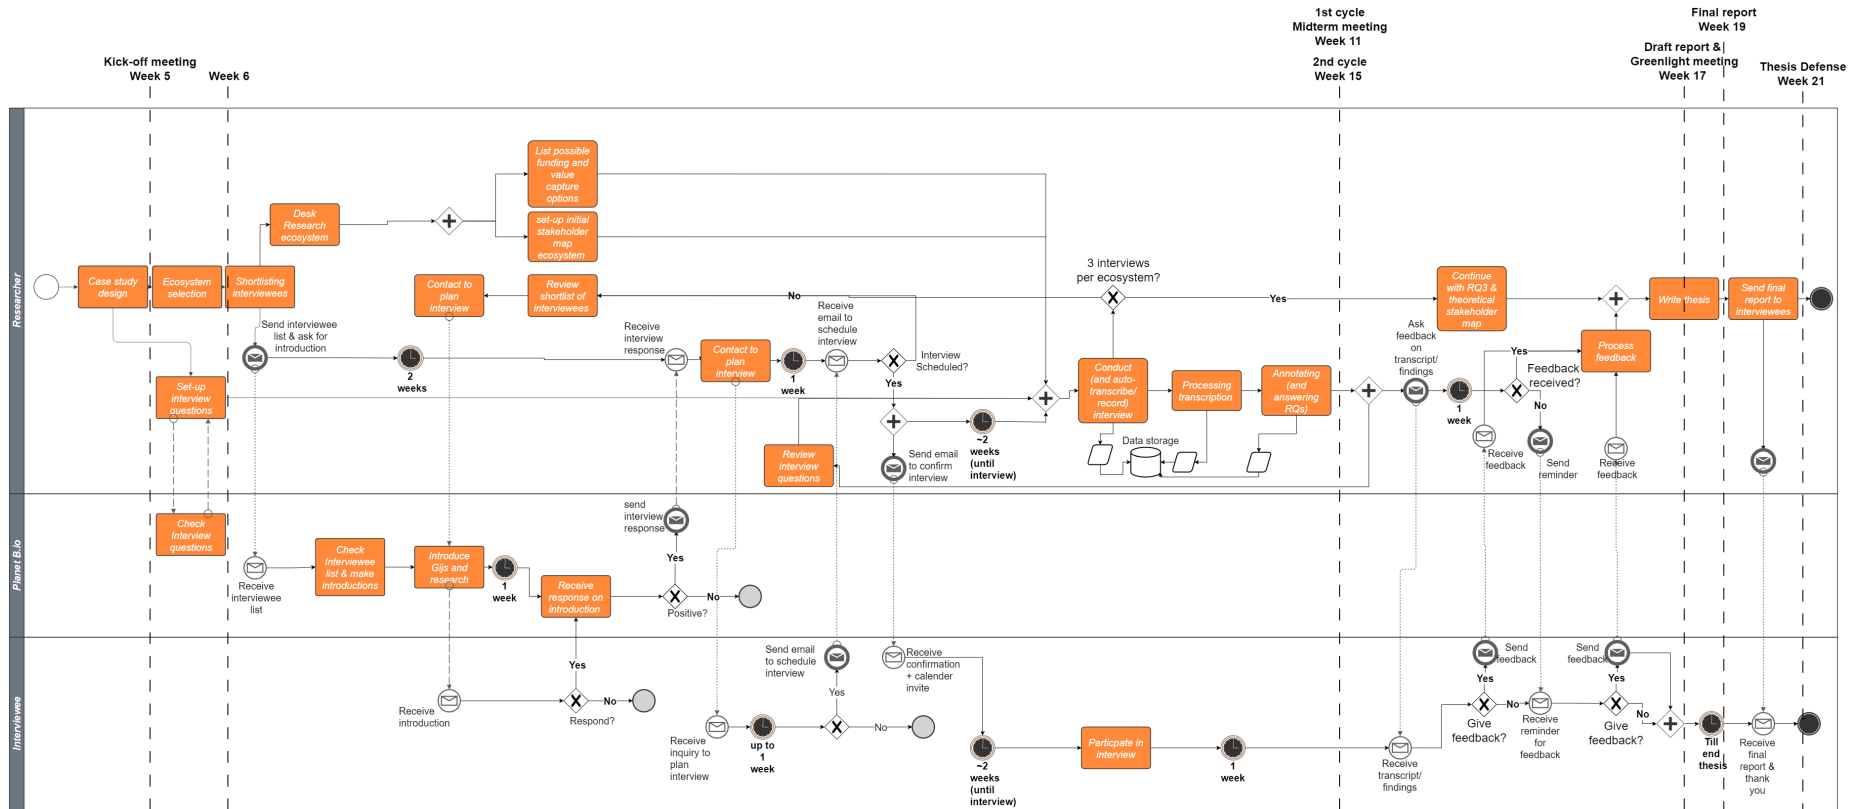 Kick-off meeting
Week 5
Week 6
1st cycle
Midterm meeting
Week 11
2nd cycle
Week 15
Final report
Week 19
Draft report &
Greenlight meeting
Week 17
Thesis Defense
Week 21
Researcher
Case study
design
Ecosystem
selection
Shortlisting
interviewees
Desk
Research
ecosystem
List possible
funding and
value
capture
options
set-up initial
stakeholder
map
ecosystem
Contact to
plan
interview
Review
shortlist of
interviewees
No
3 interviews
per ecosystem?
Yes
Continue
with RQ3 &
theoretical
stakeholder
map
Write thesis
Send final
report to
interviewees
Send interviewee
list & ask for
introduction
2
weeks
Receive
interview
response
Contact to
plan
interview
1
week
Receive
email to
schedule
interview
Interview
Scheduled?
Yes
Set-up
interview
questions
Review
interview
questions
Send email
to confirm
interview
~2
weeks
(until
interview)
Conduct
(and auto-
transcribe/
record)
interview
Processing
transcription
Annotating
(and
answering
RQs)
Data storage
Ask
feedback
on
transcript/
findings
1
week
Yes
Feedback
received?
No
Process
feedback
Receive
feedback
Send
reminder
Receive
feedback
Planet B.io
Check
Interview
questions
Receive
interviewee
list
Check
Interviewee
list & make
introductions
Introduce
Gijs and
research
1
week
Receive
response on
introduction
send
interview
response
Yes
Positive?
No
Interviewee
Receive
introduction
Yes
Respond?
No
Receive
inquiry to
plan
interview
up to
1
week
Send email
to schedule
interview
Yes
No
Receive
confirmation
+ calender
invite
~2
weeks
(until
interview)
Particpate in
interview
1
week
Receive
transcript/
findings
Send
feedback
Yes
Give
feedback?
No
Receive
reminder
for
feedback
Send
feedback
Yes
Give
feedback?
No
Till
end
thesis
Receive
final
report &
thank
you